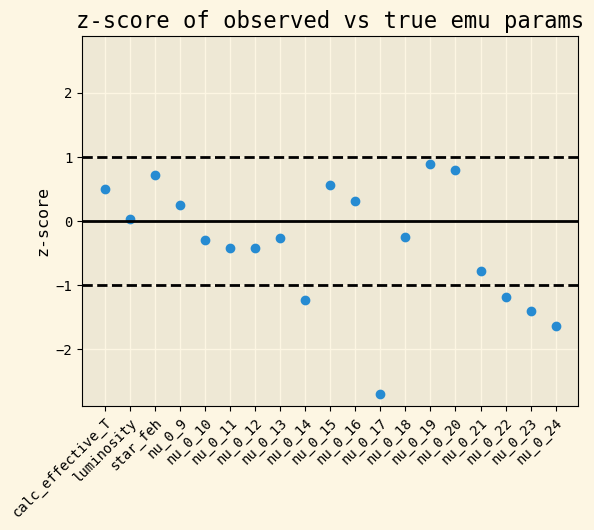 z-score of observed vs true emu params
z-score
2
1
0
−1
−2
calc_effective_T
luminosity
star_feh
nu_0_9
nu_0_10
nu_0_11
nu_0_12
nu_0_13
nu_0_14
nu_0_15
nu_0_16
nu_0_17
nu_0_18
nu_0_19
nu_0_20
nu_0_21
nu_0_22
nu_0_23
nu_0_24